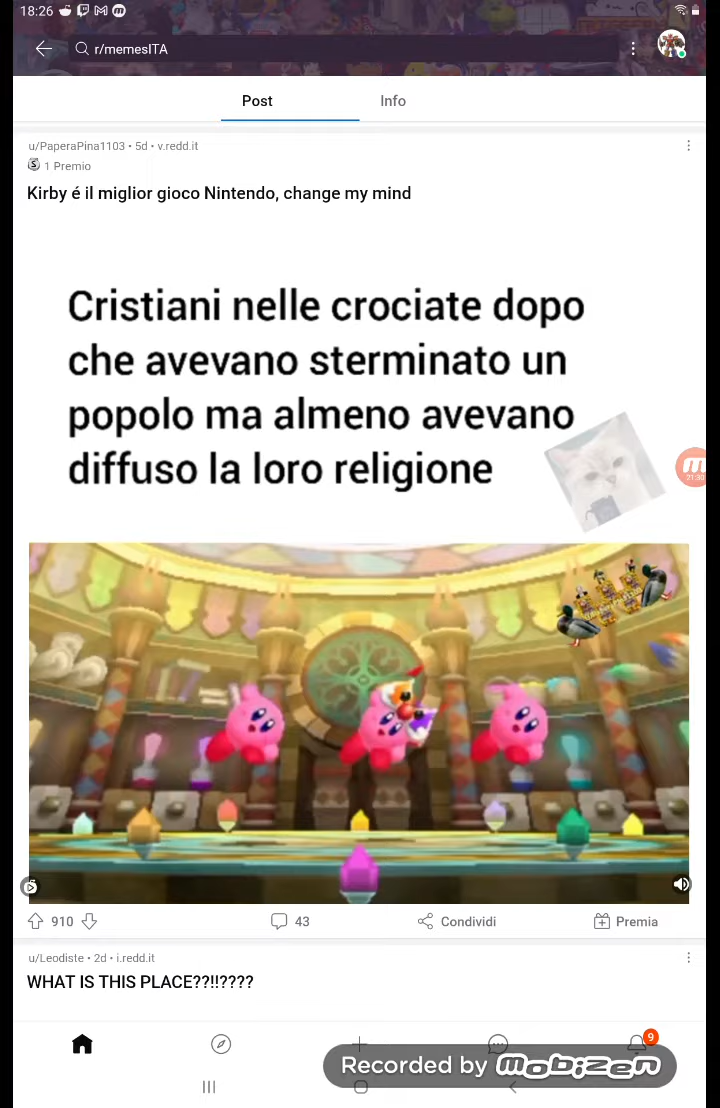 18:26
r/memesITA
Post Info
u/PaperaPina1103 • 5d • v.redd.it
1 Premio
Kirby é il miglior gioco Nintendo, change my mind
Cristiani nelle crociate dopo
che avevano sterminato un
popolo ma almeno avevano
diffuso la loro religione
21:30
910 43 Condividi Premia
u/Leodiste • 2d • i.redd.it
WHAT IS THIS PLACE??!!????
9
Recorded by mobizen